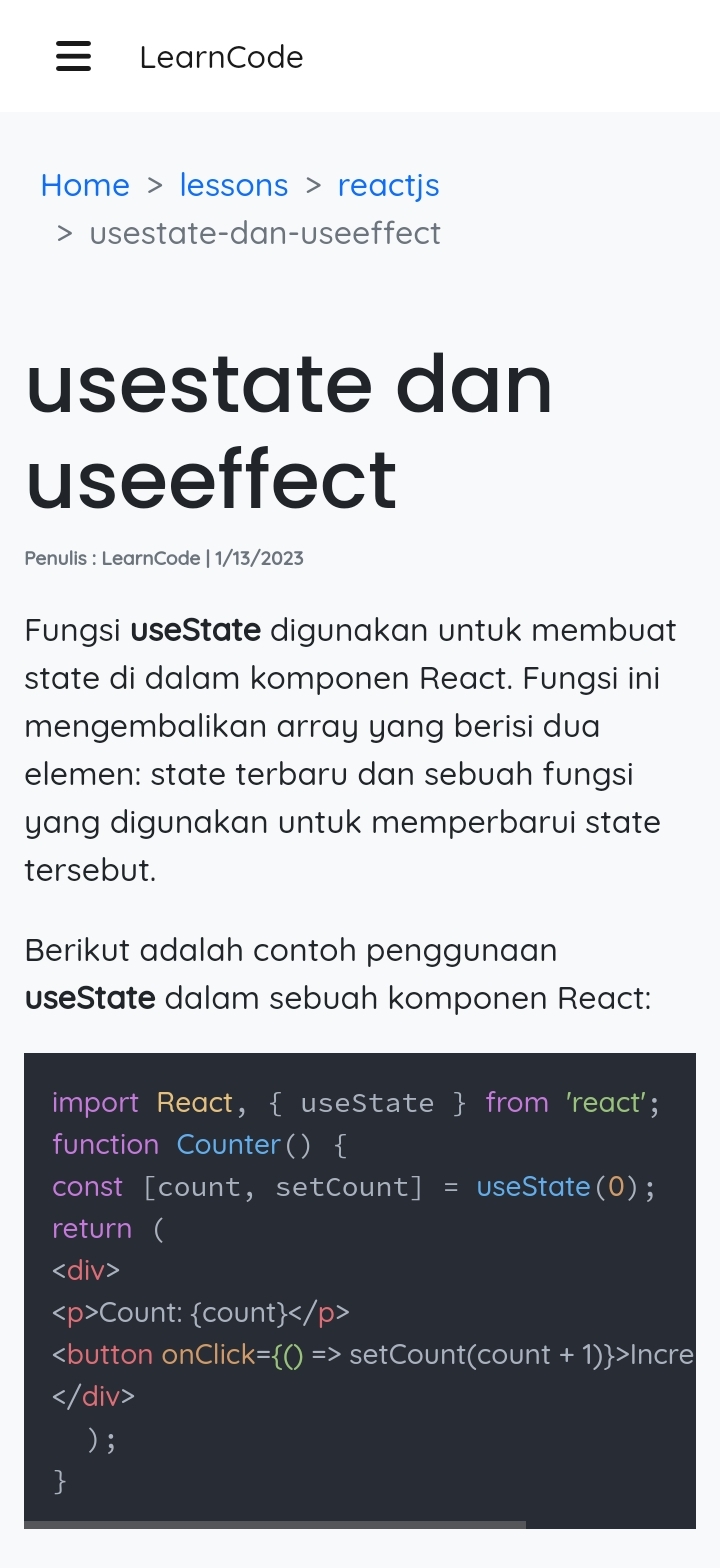 LearnCode
Home > lessons > reactjs
> usestate-dan-useeffect
usestate dan
useeffect
Penulis : LearnCode | 1/13/2023
Fungsi useState digunakan untuk membuat
state di dalam komponen React. Fungsi ini
mengembalikan array yang berisi dua
elemen: state terbaru dan sebuah fungsi
yang digunakan untuk memperbarui state
tersebut.
Berikut adalah contoh penggunaan
useState dalam sebuah komponen React:
import React, { useState } from 'react';
function Counter() {
const [count, setCount] = useState(0);
return (
<div>
<p>Count: {count}</p>
<button onClick={() => setCount(count + 1)}>Incre
</div>
  );
}